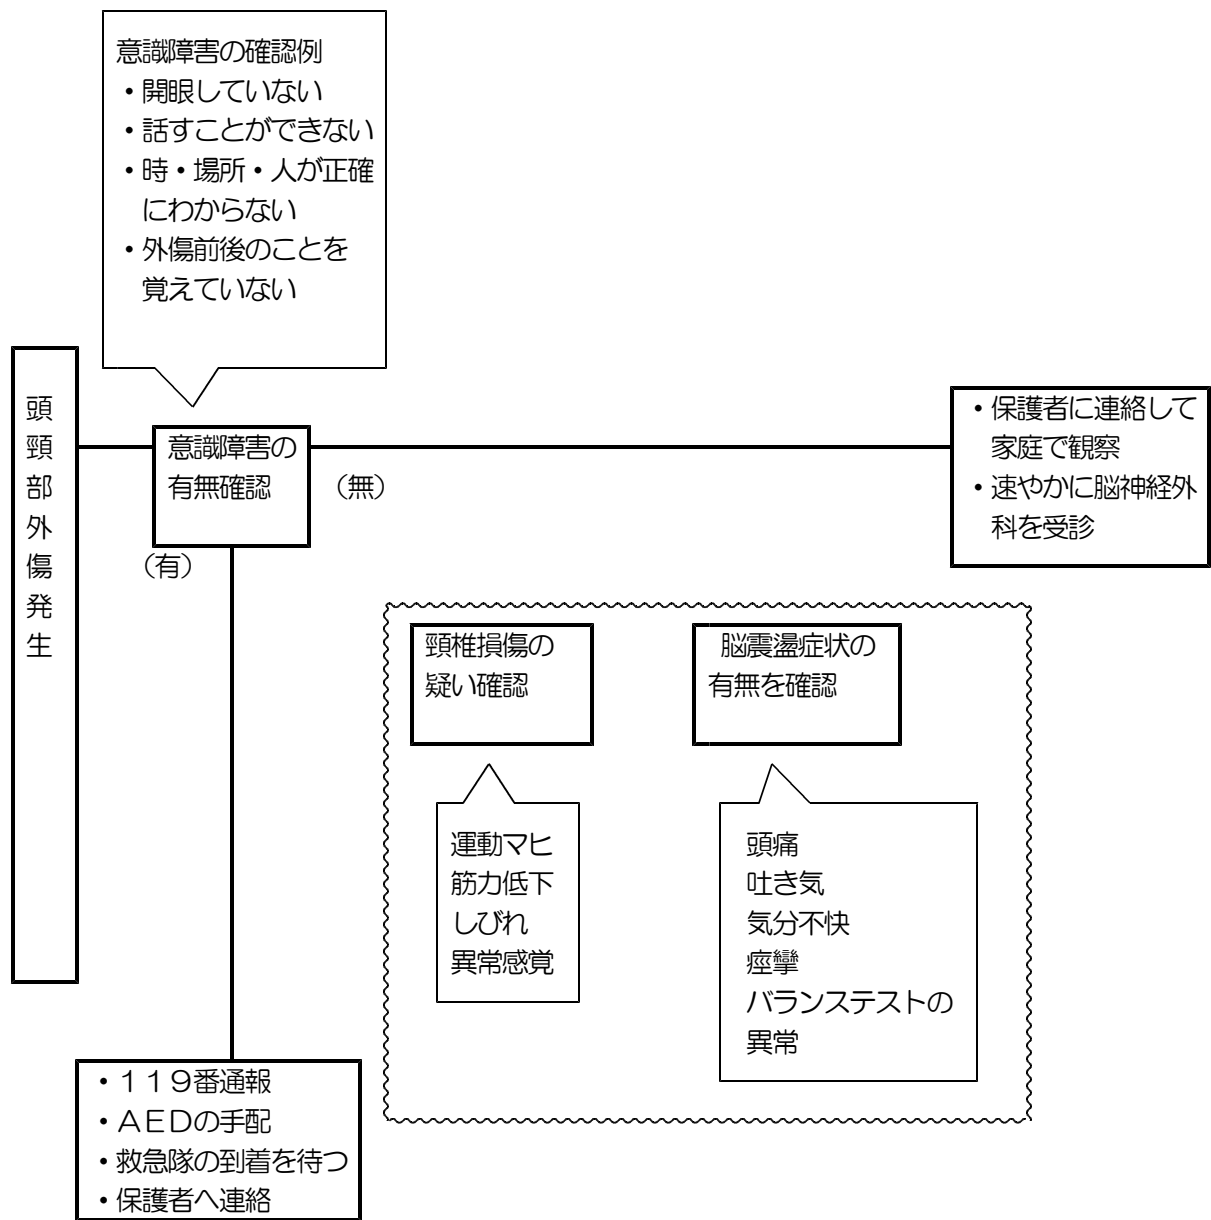 意識障害の確認例
・開眼していない
・話すことができない
・時・場所・人が正確
にわからない
・外傷前後のことを
覚えていない
頭頸部外傷発生
意識障害の
有無確認
（無）
（有）
・保護者に連絡して
家庭で観察
・速やかに脳神経外
科を受診
頸椎損傷の
疑い確認
脳震盪症状の
有無を確認
運動マヒ
筋力低下
しびれ
異常感覚
頭痛
吐き気
気分不快
痙攣
バランステストの
異常
・１１９番通報
・ＡＥＤの手配
・救急隊の到着を待つ
・保護者へ連絡